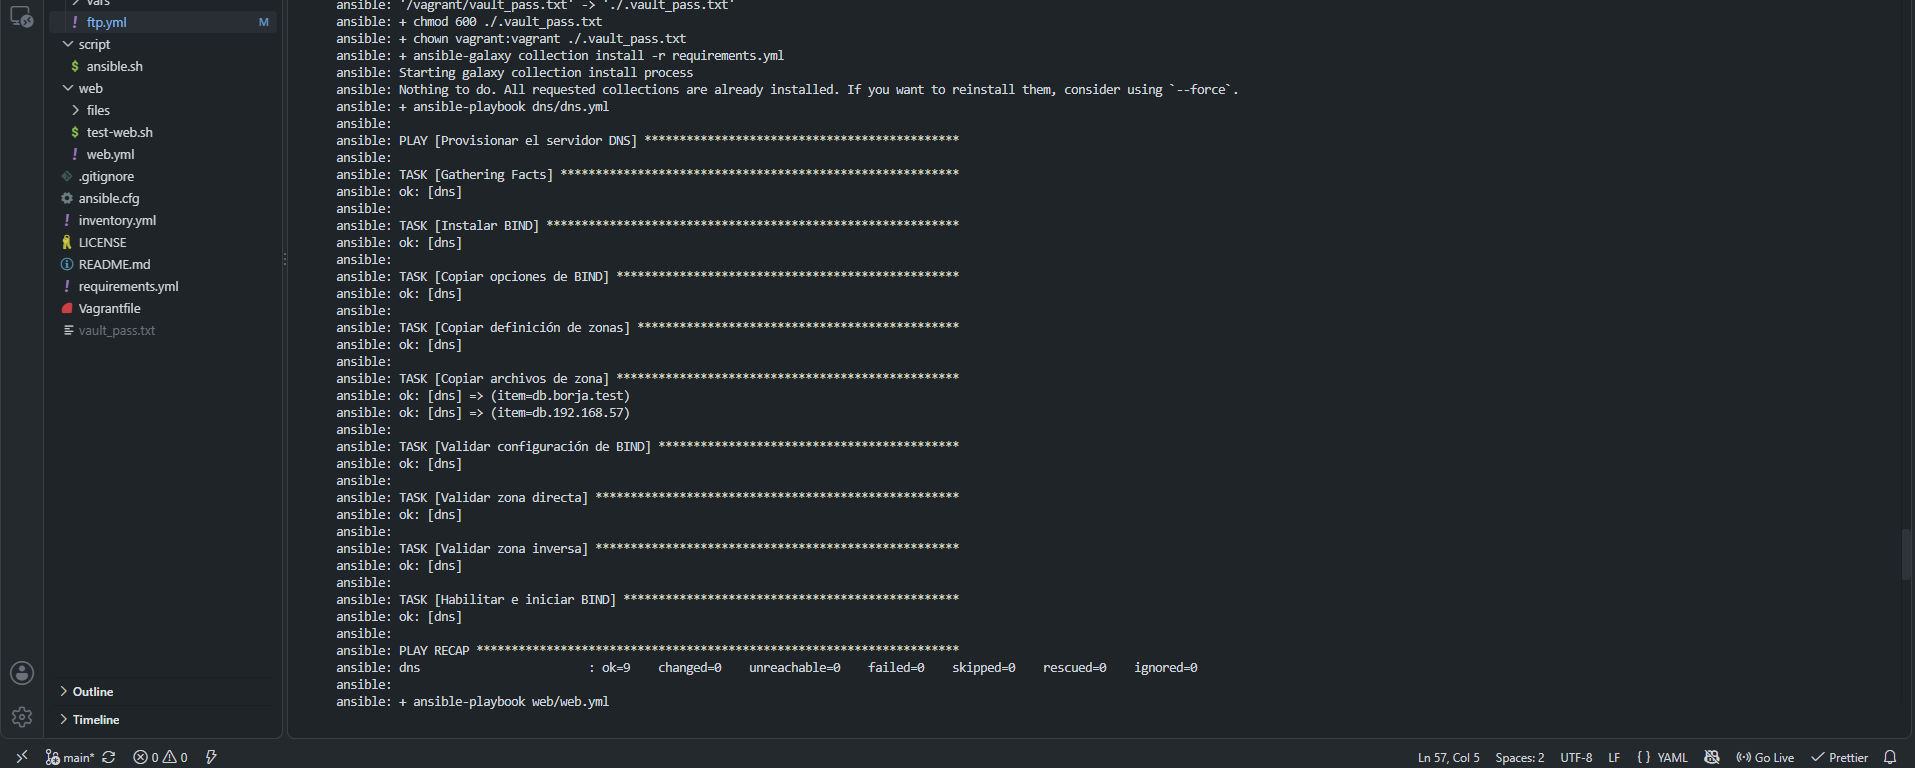 vars
ftp.yml M
script
ansible.sh
web
files
test-web.sh
web.yml
.gitignore
ansible.cfg
inventory.yml
LICENSE
README.md
requirements.yml
Vagrantfile
vault_pass.txt
Outline
Timeline
ansible: '/vagrant/vault_pass.txt' -> './.vault_pass.txt'
ansible: + chmod 600 ./.vault_pass.txt
ansible: + chown vagrant:vagrant ./.vault_pass.txt
ansible: + ansible-galaxy collection install -r requirements.yml
ansible: Starting galaxy collection install process
ansible: Nothing to do. All requested collections are already installed. If you want to reinstall them, consider using `--force`.
ansible: + ansible-playbook dns/dns.yml
ansible:
ansible: PLAY [Provisionar el servidor DNS] *********************************************
ansible:
ansible: TASK [Gathering Facts] *********************************************************
ansible: ok: [dns]
ansible:
ansible: TASK [Instalar BIND] ***********************************************************
ansible: ok: [dns]
ansible:
ansible: TASK [Copiar opciones de BIND] *************************************************
ansible: ok: [dns]
ansible:
ansible: TASK [Copiar definición de zonas] **********************************************
ansible: ok: [dns]
ansible:
ansible: TASK [Copiar archivos de zona] *************************************************
ansible: ok: [dns] => (item=db.borja.test)
ansible: ok: [dns] => (item=db.192.168.57)
ansible:
ansible: TASK [Validar configuración de BIND] *******************************************
ansible: ok: [dns]
ansible:
ansible: TASK [Validar zona directa] ****************************************************
ansible: ok: [dns]
ansible:
ansible: TASK [Validar zona inversa] ****************************************************
ansible: ok: [dns]
ansible:
ansible: TASK [Habilitar e iniciar BIND] ************************************************
ansible: ok: [dns]
ansible:
ansible: PLAY RECAP *********************************************************************
ansible: dns : ok=9 changed=0 unreachable=0 failed=0 skipped=0 rescued=0 ignored=0
ansible:
ansible: + ansible-playbook web/web.yml
main* 0 0 Ln 57, Col 5 Spaces: 2 UTF-8 LF {} YAML Go Live Prettier